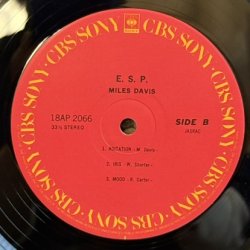 CBS SONY CBS SONY CBS SONY CBS SONY CBS SONY CBS SONY
E. S. P.
MILES DAVIS
18AP 2066
33⅓ STEREO
SIDE B
JASRAC
1. AGITATION -M. Davis-
2. IRIS -W. Shorter-
3. MOOD -R. Carter-